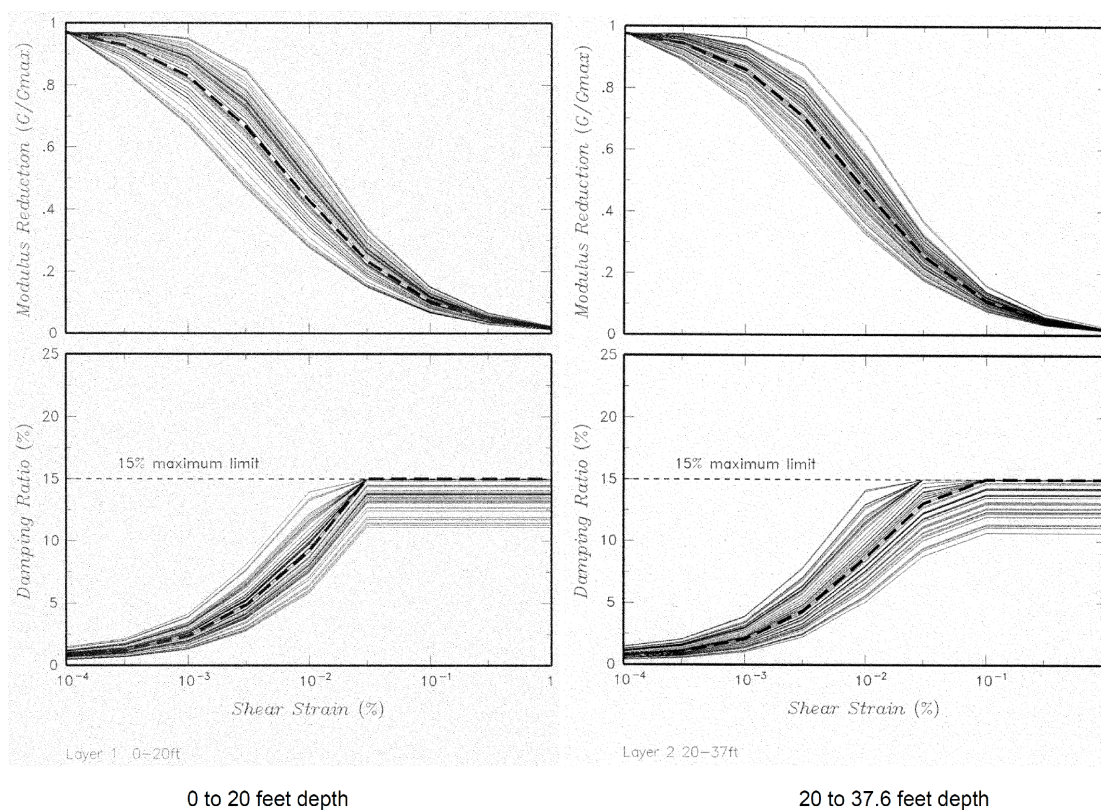 Modulus Reduction (G/Gmax)
1
.8
.6
.4
.2
0
Modulus Reduction (G/Gmax)
1
.8
.6
.4
.2
0
Damping Ratio (%)
25
20
15
10
5
0
15% maximum limit
10⁻⁴
10⁻³
10⁻²
10⁻¹
1
Shear Strain (%)
Layer 1 0-20ft
0 to 20 feet depth
Damping Ratio (%)
25
20
15
10
5
0
15% maximum limit
10⁻⁴
10⁻³
10⁻²
10⁻¹
Shear Strain (%)
Layer 2 20-37ft
20 to 37.6 feet depth